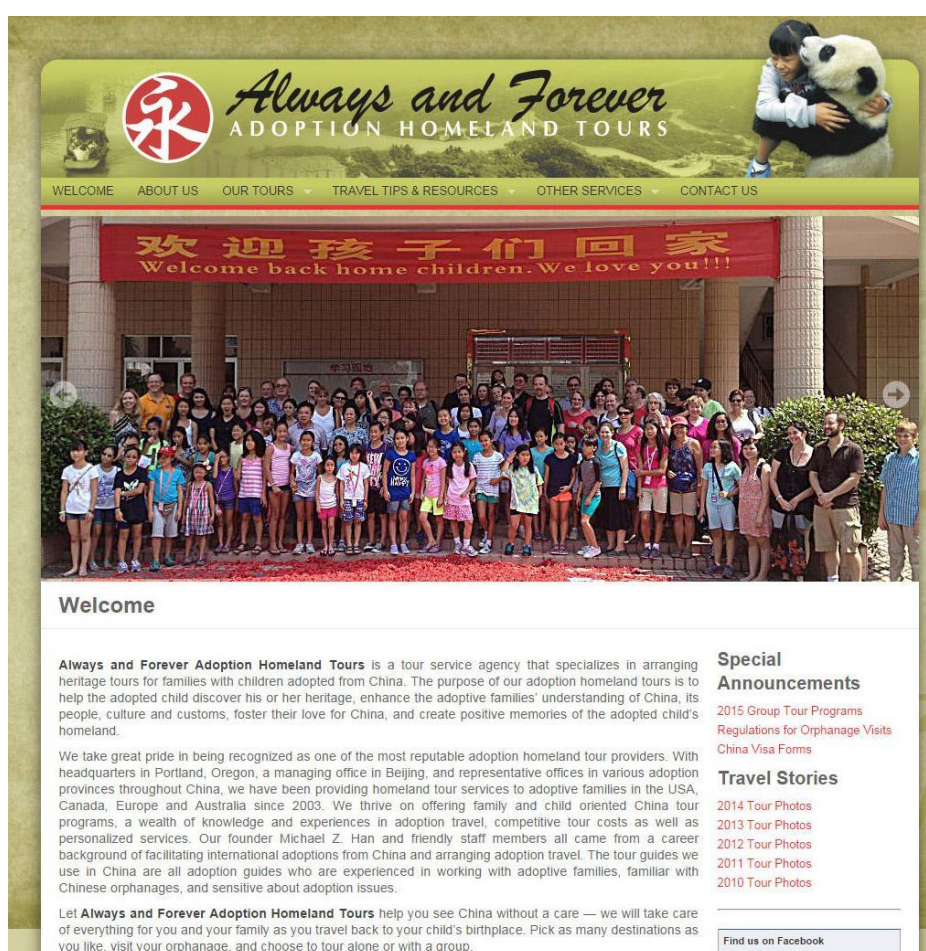 永
Always and Forever
ADOPTION HOMELAND TOURS
WELCOME ABOUT US OUR TOURS TRAVEL TIPS & RESOURCES OTHER SERVICES CONTACT US
欢迎孩子们回家
Welcome back home children. We love you!!!
学习园地
Welcome
Always and Forever Adoption Homeland Tours is a tour service agency that specializes in arranging
heritage tours for families with children adopted from China. The purpose of our adoption homeland tours is to
help the adopted child discover his or her heritage, enhance the adoptive families' understanding of China, its
people, culture and customs, foster their love for China, and create positive memories of the adopted child's
homeland.
We take great pride in being recognized as one of the most reputable adoption homeland tour providers. With
headquarters in Portland, Oregon, a managing office in Beijing, and representative offices in various adoption
provinces throughout China, we have been providing homeland tour services to adoptive families in the USA,
Canada, Europe and Australia since 2003. We thrive on offering family and child oriented China tour
programs, a wealth of knowledge and experiences in adoption travel, competitive tour costs as well as
personalized services. Our founder Michael Z. Han and friendly staff members all came from a career
background of facilitating international adoptions from China and arranging adoption travel. The tour guides we
use in China are all adoption guides who are experienced in working with adoptive families, familiar with
Chinese orphanages, and sensitive about adoption issues.
Let Always and Forever Adoption Homeland Tours help you see China without a care — we will take care
of everything for you and your family as you travel back to your child's birthplace. Pick as many destinations as
you like, visit your orphanage, and choose to tour alone or with a group.
Special
Announcements
2015 Group Tour Programs
Regulations for Orphanage Visits
China Visa Forms
Travel Stories
2014 Tour Photos
2013 Tour Photos
2012 Tour Photos
2011 Tour Photos
2010 Tour Photos
Find us on Facebook